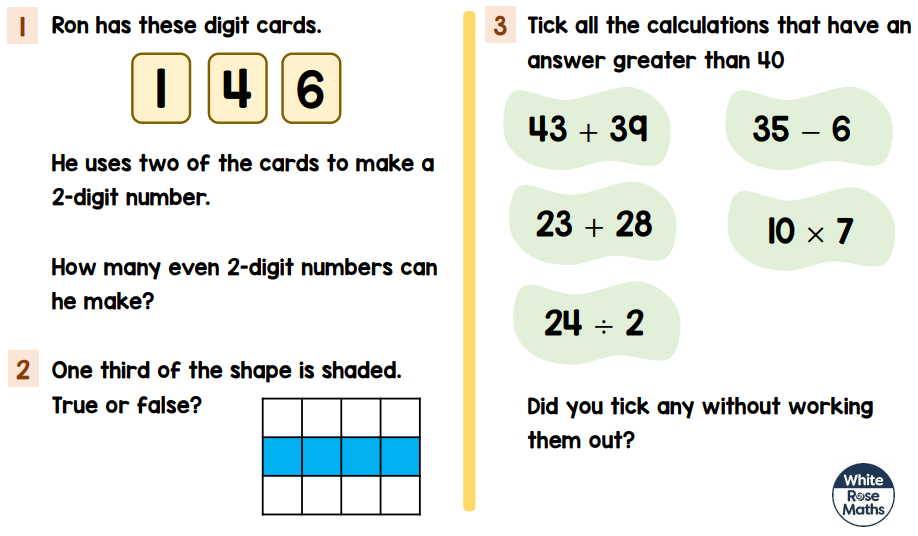 1 Ron has these digit cards.
1 4 6
He uses two of the cards to make a
2-digit number.
How many even 2-digit numbers can
he make?
2 One third of the shape is shaded.
True or false?
3 Tick all the calculations that have an
answer greater than 40
43 + 39
35 − 6
23 + 28
10 × 7
24 ÷ 2
Did you tick any without working
them out?
White
Rose
Maths